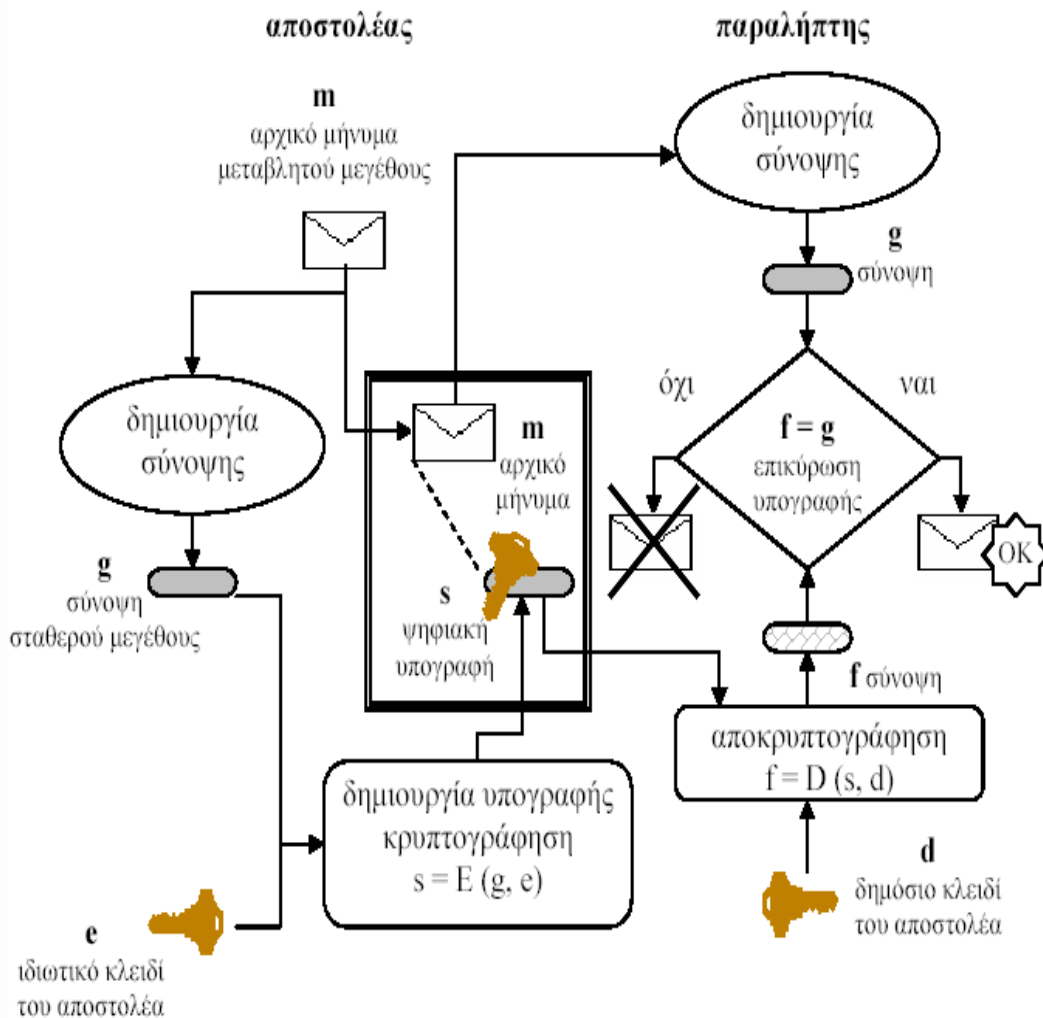 αποστολέας
παραλήπτης
m
αρχικό μήνυμα
μεταβλητού μεγέθους
δημιουργία
σύνοψης
g
σύνοψη
δημιουργία
σύνοψης
όχι
ναι
f = g
επικύρωση
υπογραφής
m
αρχικό
μήνυμα
OK
g
σύνοψη
σταθερού μεγέθους
s
ψηφιακή
υπογραφή
f σύνοψη
αποκρυπτογράφηση
f = D (s, d)
δημιουργία υπογραφής
κρυπτογράφηση
s = E (g, e)
d
δημόσιο κλειδί
του αποστολέα
e
ιδιωτικό κλειδί
του αποστολέα